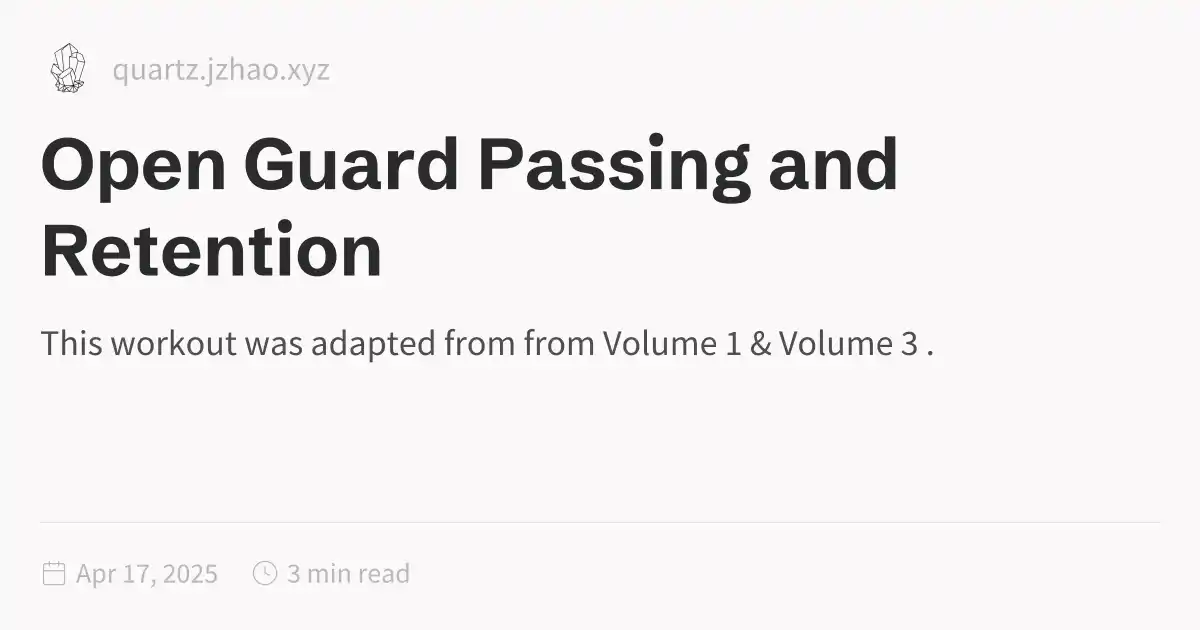 quartz.jzhao.xyz
Open Guard Passing and
Retention
This workout was adapted from from Volume 1 & Volume 3 .
Apr 17, 2025
3 min read